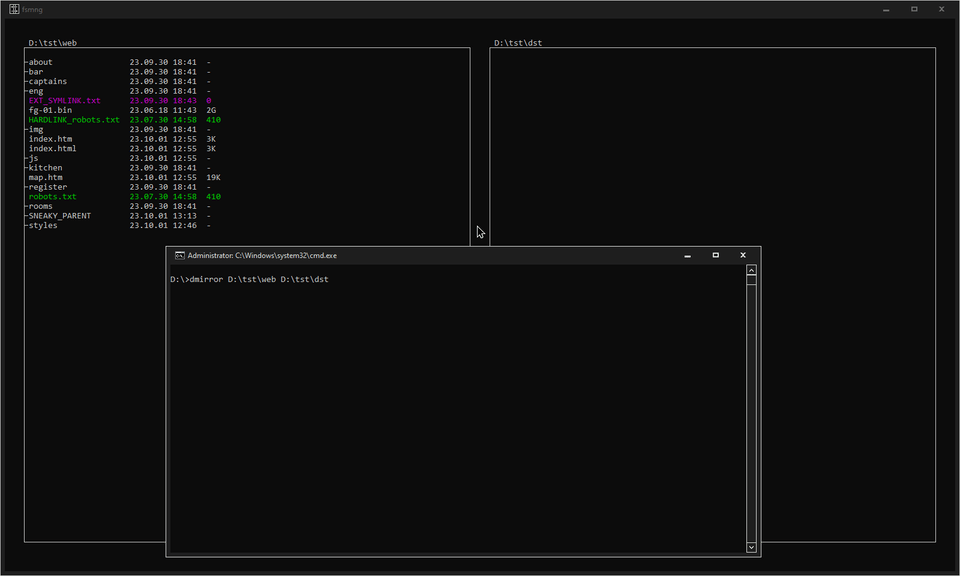 fsmng
D:\tst\web
about 23.09.30 18:41 -
bar 23.09.30 18:41 -
captains 23.09.30 18:41 -
eng 23.09.30 18:41 -
EXT_SYMLINK.txt 23.09.30 18:43 0
fg-01.bin 23.06.18 11:43 2G
HARDLINK_robots.txt 23.07.30 14:58 410
img 23.09.30 18:41 -
index.htm 23.10.01 12:55 3K
index.html 23.10.01 12:55 3K
js 23.10.01 12:55 -
kitchen 23.09.30 18:41 -
map.htm 23.10.01 12:55 19K
register 23.09.30 18:41 -
robots.txt 23.07.30 14:58 410
rooms 23.09.30 18:41 -
SNEAKY_PARENT 23.10.01 13:13 -
styles 23.10.01 12:46 -
D:\tst\dst
Administrator: C:\Windows\system32\cmd.exe
D:\>dmirror D:\tst\web D:\tst\dst